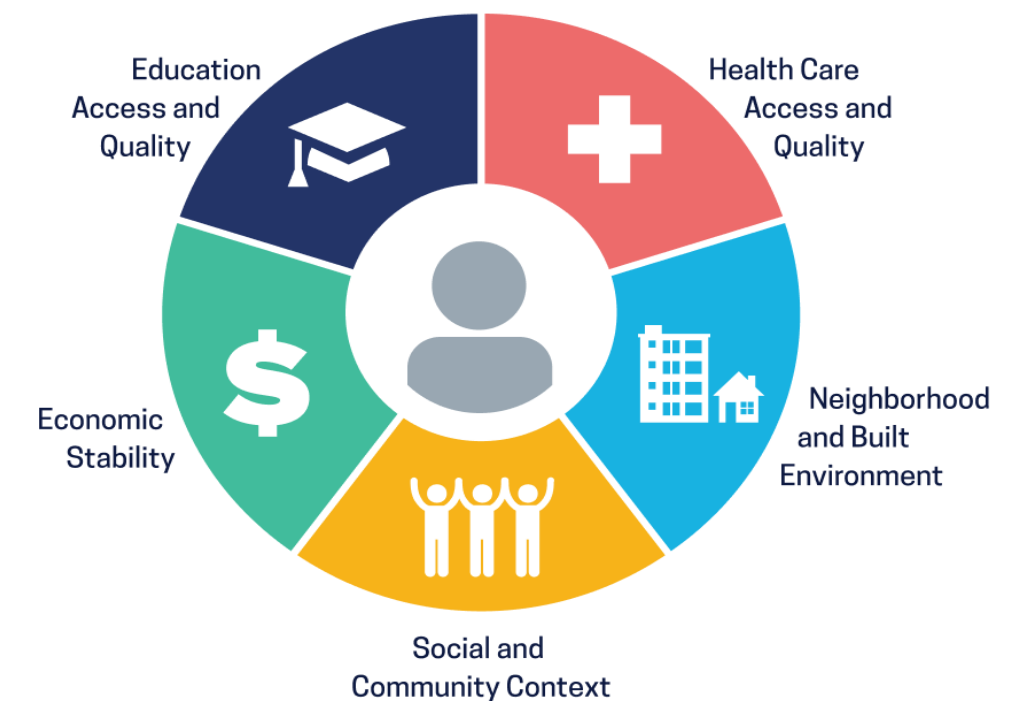 Education
Access and
Quality
Health Care
Access and
Quality
Economic
Stability
Neighborhood
and Built
Environment
Social and
Community Context